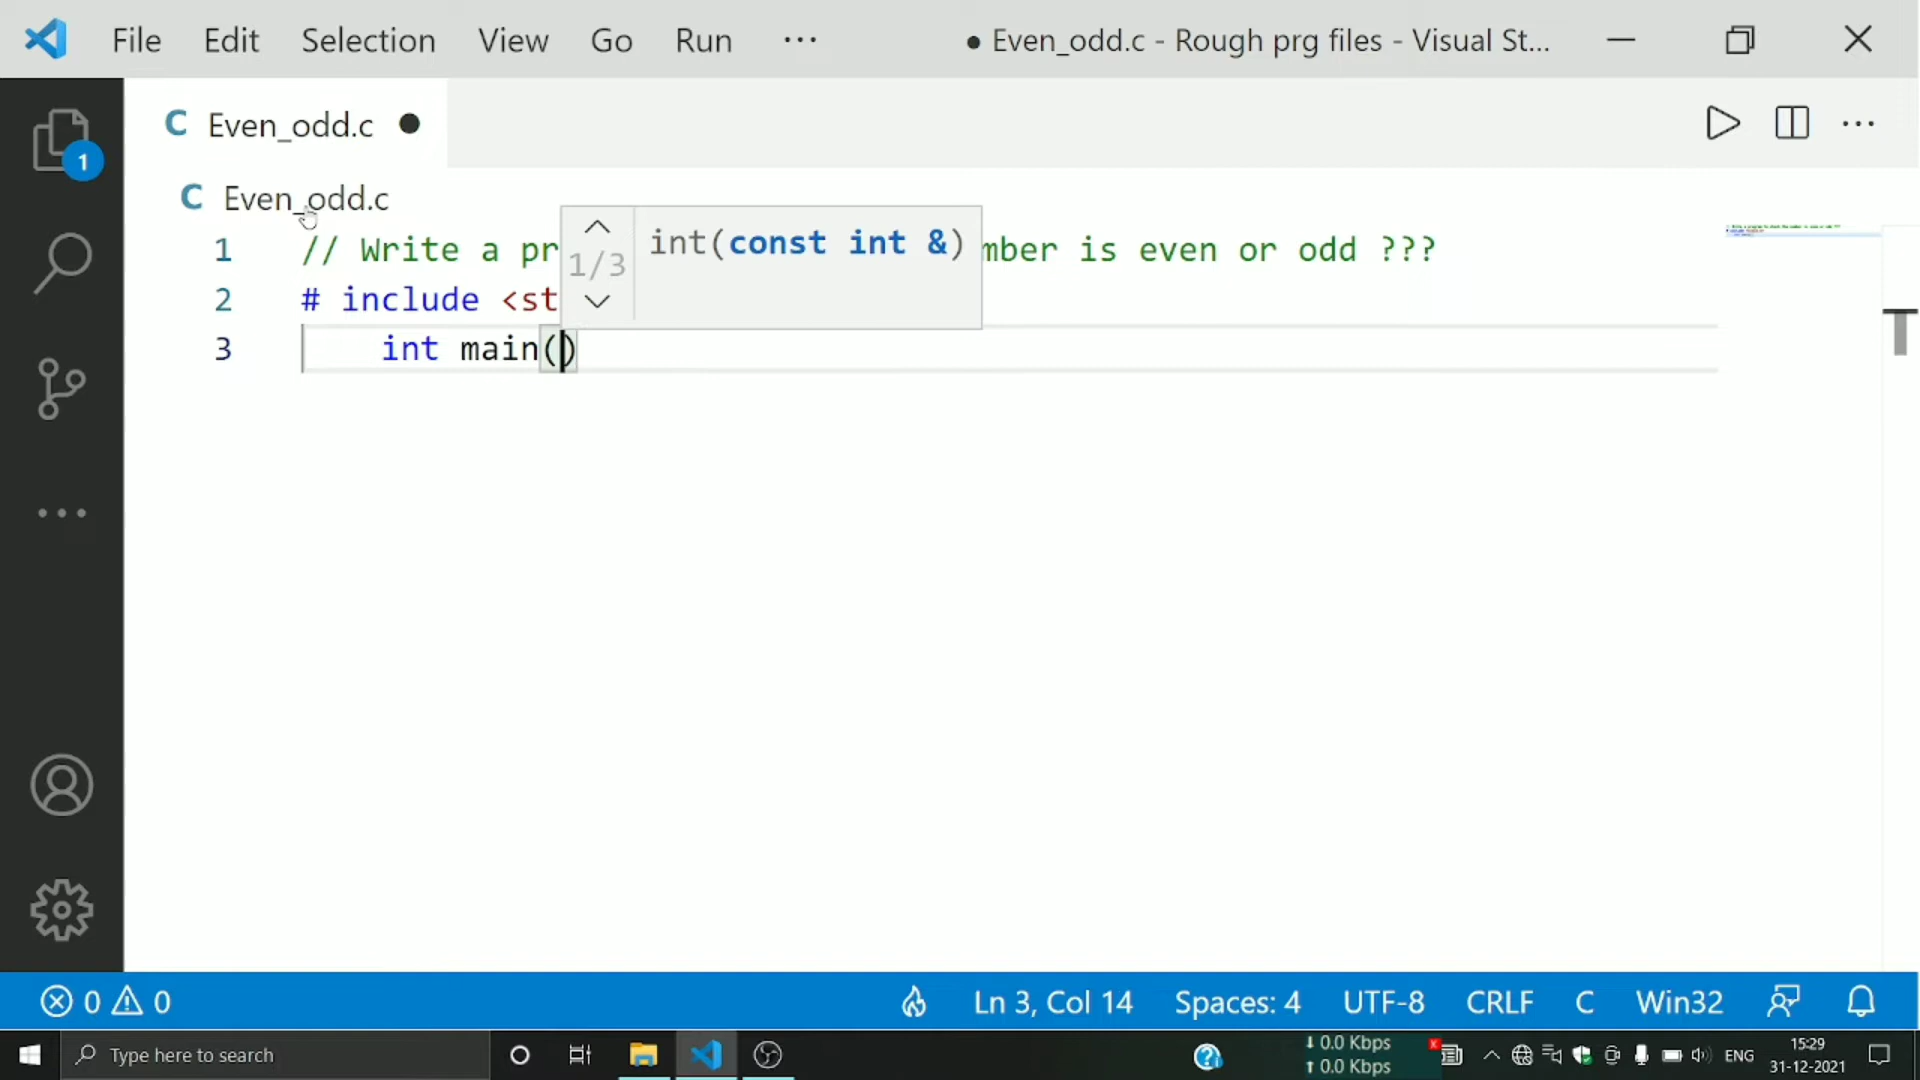 File Edit Selection View Go Run ··· ● Even_odd.c - Rough prg files - Visual St...
C Even_odd.c ●
1
C Even_odd.c
1 // Write a pr mber is even or odd ???
int(const int &)
1/3
2 # include <st
3 int main()
0 0 Ln 3, Col 14 Spaces: 4 UTF-8 CRLF C Win32
Type here to search
↓ 0.0 Kbps
↑ 0.0 Kbps
ENG
15:29
31-12-2021